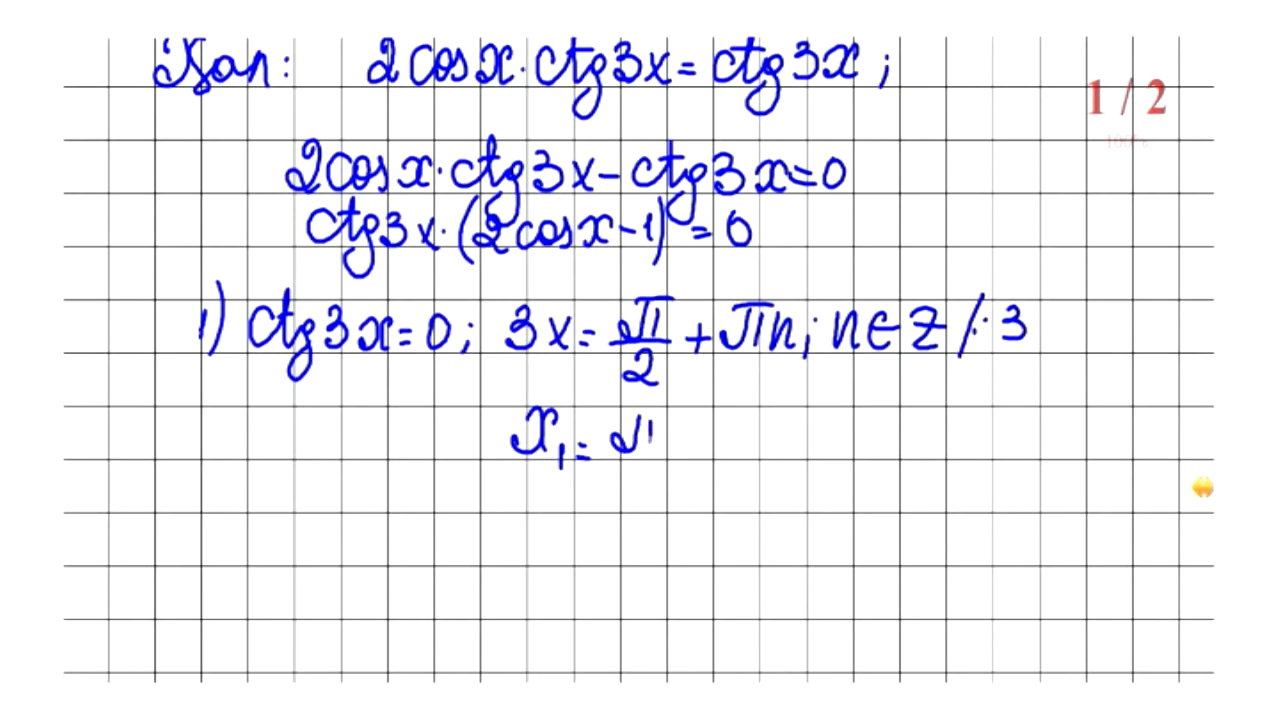 2cosx·ctg3x=ctg3x;
1 / 2
100%
2cosx·ctg3x-ctg3x=0
ctg3x·(2cosx-1)=0
1) ctg3x=0; 3x=π/2+πn; n∈Z /:3
x₁=π